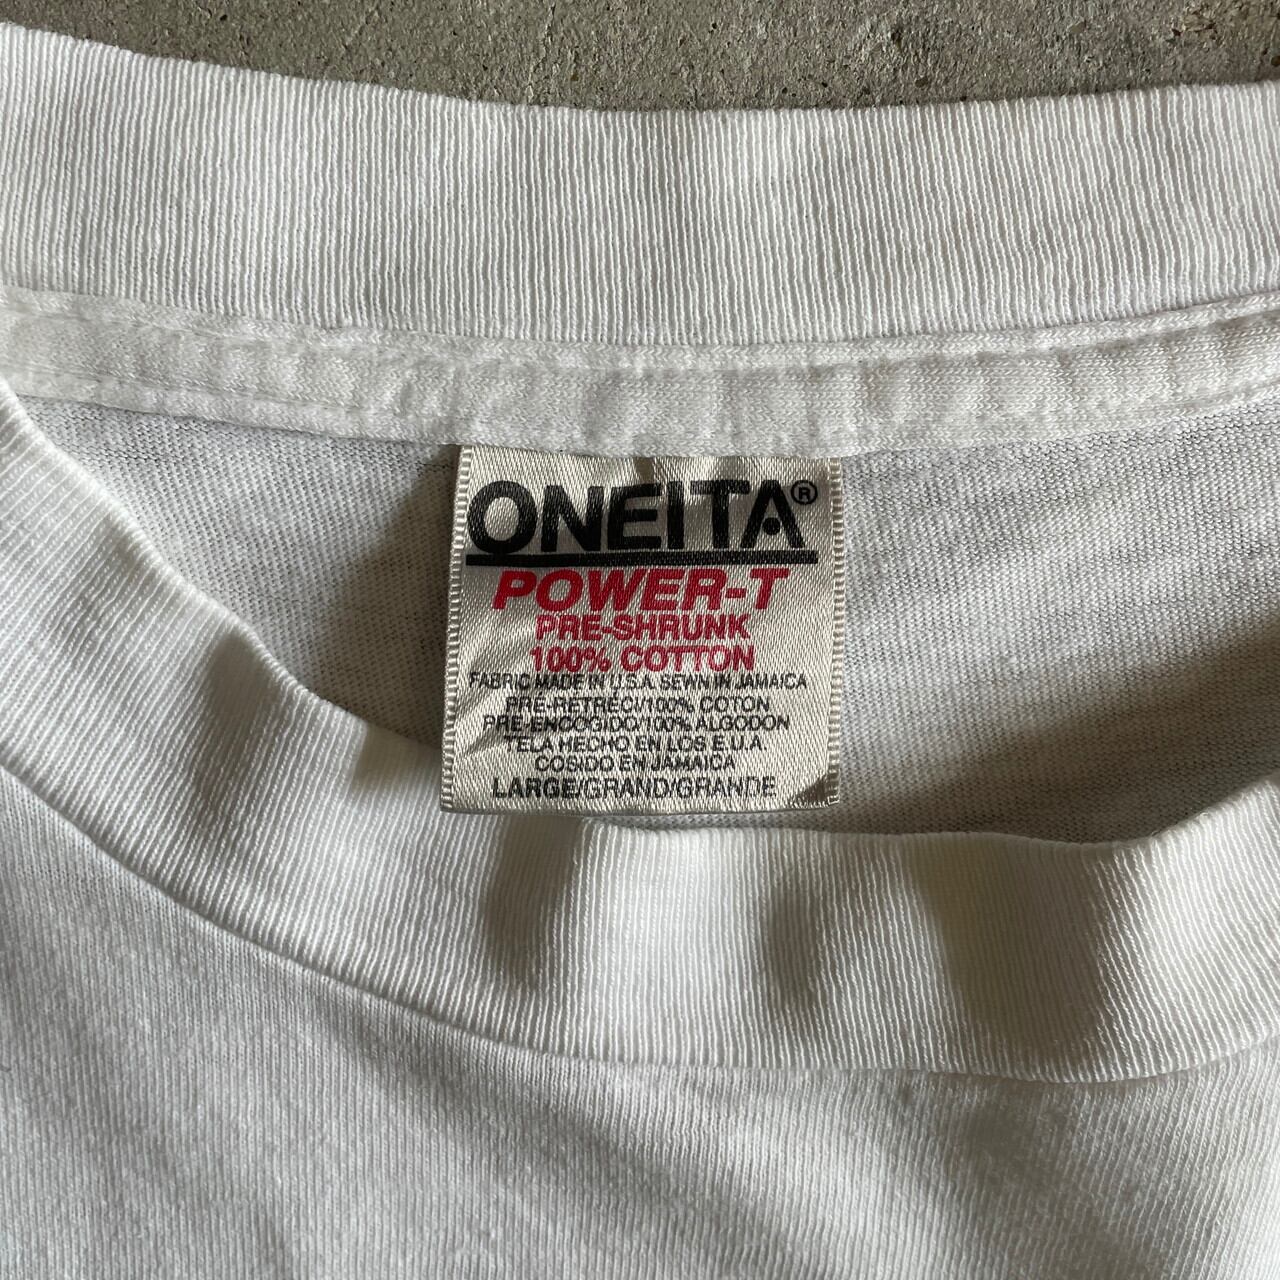 ONEITA®
POWER-T
PRE-SHRUNK
100% COTTON
FABRIC MADE IN U.S.A. SEWN IN JAMAICA
PRE-RETRECI/100% COTON
PRE-ENCOGIDO/100% ALGODON
TELA HECHO EN LOS E.U.A.
COSIDO EN JAMAICA
LARGE/GRAND/GRANDE